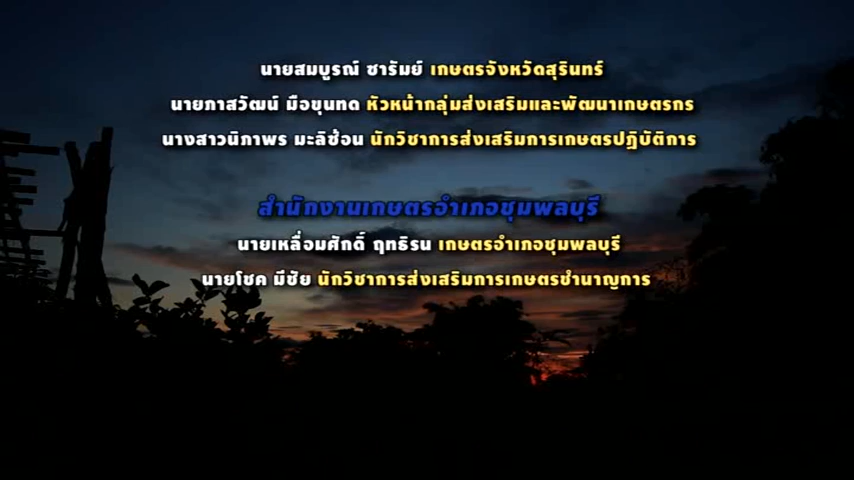 นายสมบูรณ์ ซารัมย์ เกษตรจังหวัดสุรินทร์
นายภาสวัฒน์ มือขุนทด หัวหน้ากลุ่มส่งเสริมและพัฒนาเกษตรกร
นางสาวนิภาพร มะลิซ้อน นักวิชาการส่งเสริมการเกษตรปฏิบัติการ
สำนักงานเกษตรอำเภอชุมพลบุรี
นายเหลื่อมศักดิ์ ฤทธิรน เกษตรอำเภอชุมพลบุรี
นายโชค มีชัย นักวิชาการส่งเสริมการเกษตรชำนาญการ